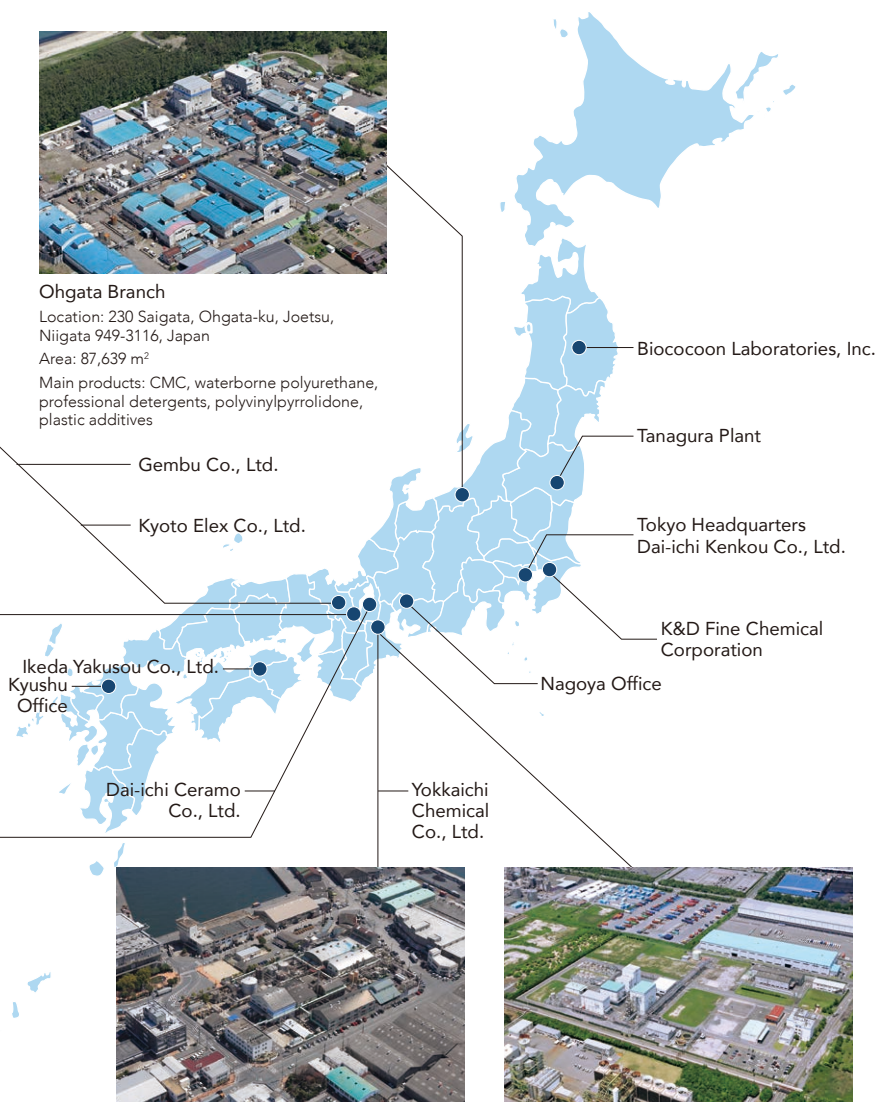 Ohgata Branch
Location: 230 Saigata, Ohgata-ku, Joetsu,
Niigata 949-3116, Japan
Area: 87,639 m²
Main products: CMC, waterborne polyurethane,
professional detergents, polyvinylpyrrolidone,
plastic additives
Biococoon Laboratories, Inc.
Tanagura Plant
Gembu Co., Ltd.
Kyoto Elex Co., Ltd.
Tokyo Headquarters
Dai-ichi Kenkou Co., Ltd.
K&D Fine Chemical
Corporation
Ikeda Yakusou Co., Ltd.
Kyushu
Office
Nagoya Office
Dai-ichi Ceramo
Co., Ltd.
Yokkaichi
Chemical
Co., Ltd.